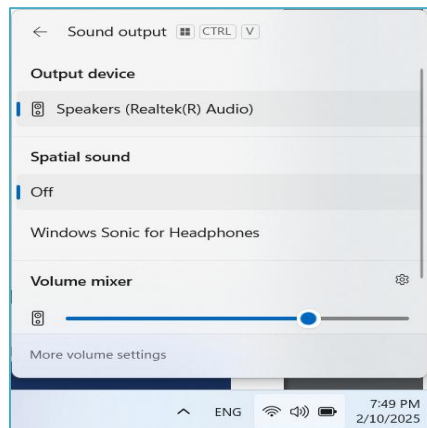 Sound output CTRL V
Output device
Speakers (Realtek(R) Audio)
Spatial sound
Off
Windows Sonic for Headphones
Volume mixer
More volume settings
ENG 7:49 PM
2/10/2025